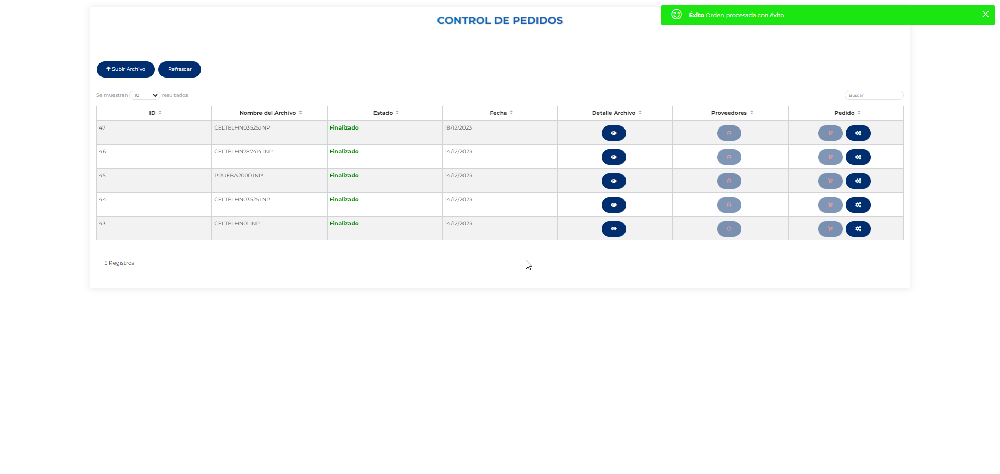 CONTROL DE PEDIDOS
Éxito Orden procesada con éxito
Subir Archivo Refrescar
Se muestran 10 resultados Buscar
ID Nombre del Archivo Estado Fecha Detalle Archivo Proveedores Pedido
47 CELTELHN03525.INP Finalizado 18/12/2023
46 CELTELHN787414.INP Finalizado 14/12/2023
45 PRUEBA2000.INP Finalizado 14/12/2023
44 CELTELHN03525.INP Finalizado 14/12/2023
43 CELTELHN01.INP Finalizado 14/12/2023
5 Registros